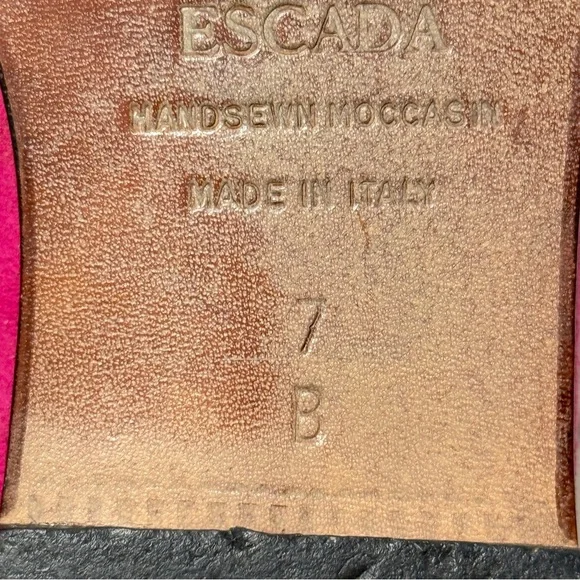 ESCADA
HANDSEWN MOCCASIN
MADE IN ITALY
7
B